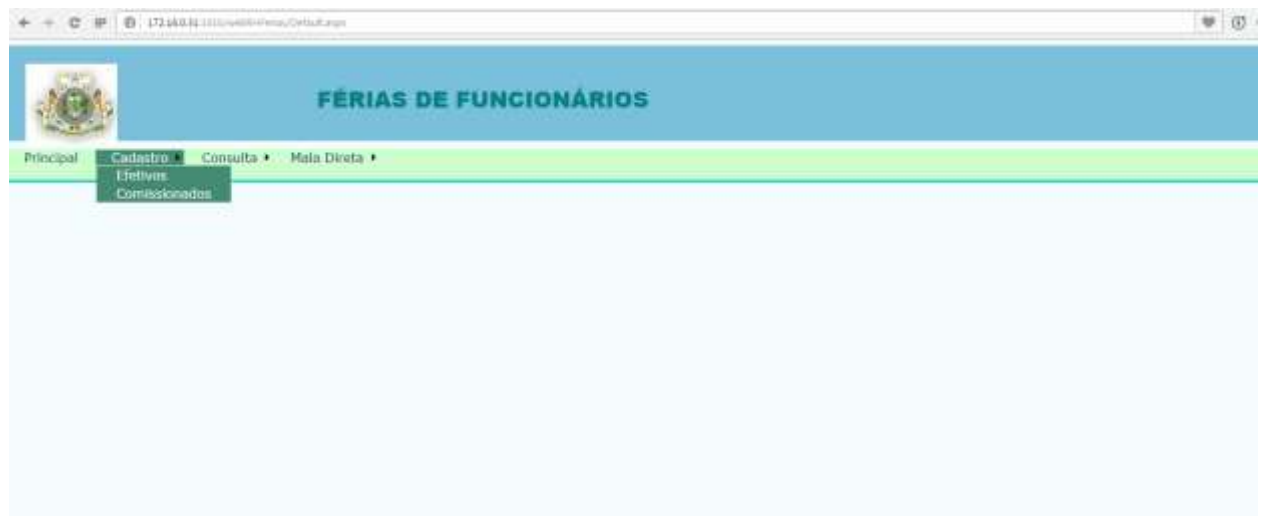 FÉRIAS DE FUNCIONÁRIOS
Principal Cadastro Consulta Mala Direta
Efetivos
Comissionados